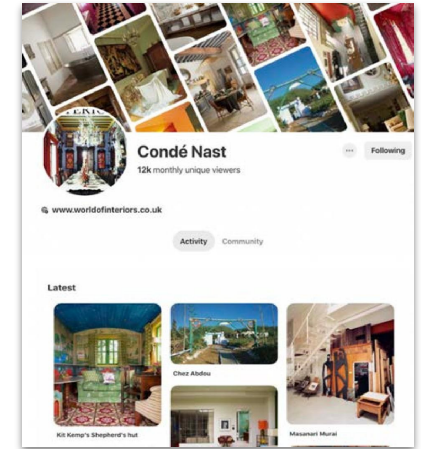 TERIO
Condé Nast
12k monthly unique viewers
Following
www.worldofinteriors.co.uk
Activity Community
Latest
Kit Kemp's Shepherd's hut
Chez Abdou
Masanari Murai